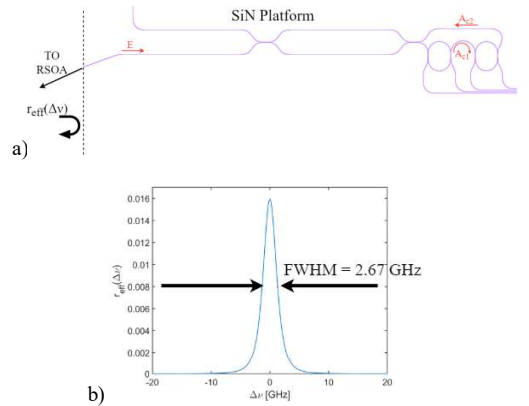 a)
SiN Platform
E
A_c2
A_c1
TO
RSOA
r_eff(Δν)
b)
r_eff(Δν)
0.016
0.014
0.012
0.01
0.008
0.006
0.004
0.002
0
FWHM = 2.67 GHz
-20 -10 0 10 20
Δν [GHz]